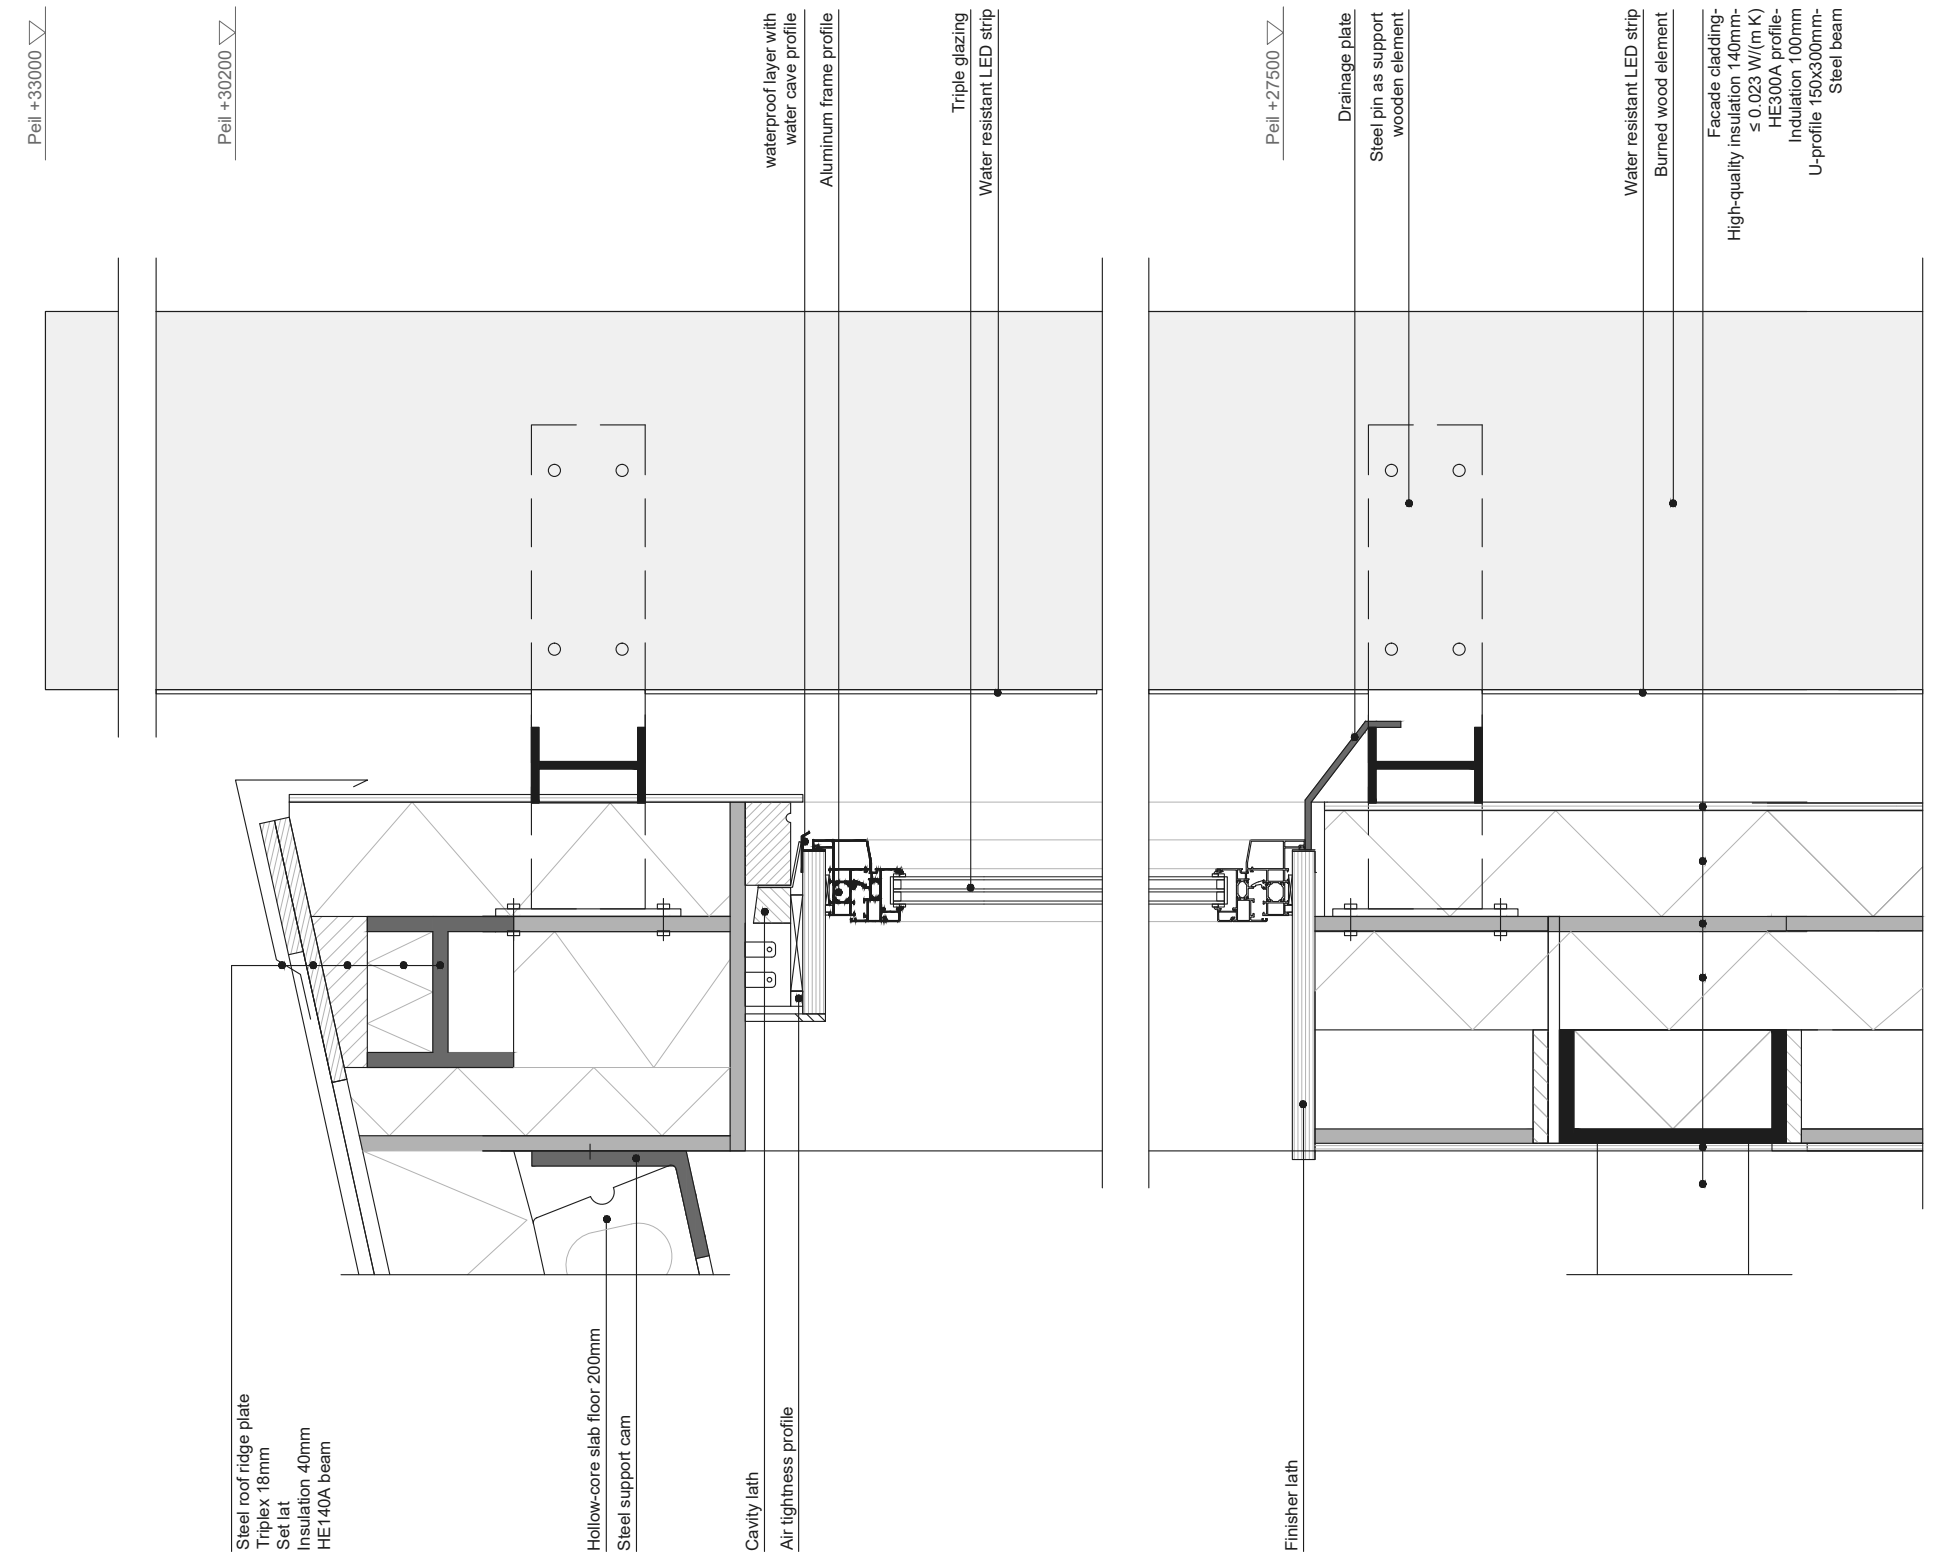 Peil +33000
Peil +30200
waterproof layer with
water cave profile
Aluminum frame profile
Triple glazing
Water resistant LED strip
Peil +27500
Drainage plate
Steel pin as support
wooden element
Water resistant LED strip
Burned wood element
Facade cladding-
High-quality insulation 140mm-
≤ 0.023 W/(m K)
HE300A profile-
Indulation 100mm
U-profile 150x300mm-
Steel beam
Steel roof ridge plate
Triplex 18mm
Set lat
Insulation 40mm
HE140A beam
Hollow-core slab floor 200mm
Steel support cam
Cavity lath
Air tightness profile
Finisher lath